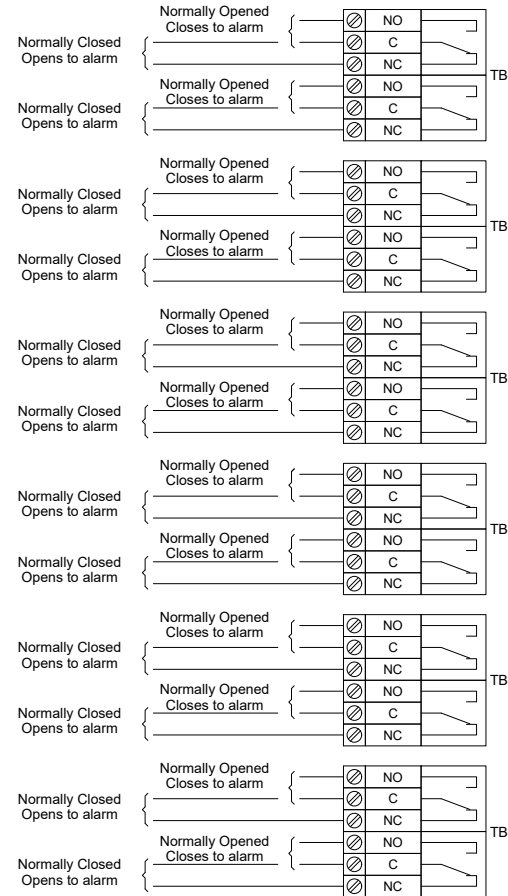 Normally Opened
Closes to alarm
NO
Normally Closed
Opens to alarm
C
NC
TB
Normally Opened
Closes to alarm
NO
Normally Closed
Opens to alarm
C
NC
Normally Opened
Closes to alarm
NO
Normally Closed
Opens to alarm
C
NC
TB
Normally Opened
Closes to alarm
NO
Normally Closed
Opens to alarm
C
NC
Normally Opened
Closes to alarm
NO
Normally Closed
Opens to alarm
C
NC
TB
Normally Opened
Closes to alarm
NO
Normally Closed
Opens to alarm
C
NC
Normally Opened
Closes to alarm
NO
Normally Closed
Opens to alarm
C
NC
TB
Normally Opened
Closes to alarm
NO
Normally Closed
Opens to alarm
C
NC
Normally Opened
Closes to alarm
NO
Normally Closed
Opens to alarm
C
NC
TB
Normally Opened
Closes to alarm
NO
Normally Closed
Opens to alarm
C
NC
Normally Opened
Closes to alarm
NO
Normally Closed
Opens to alarm
C
NC
TB
Normally Opened
Closes to alarm
NO
Normally Closed
Opens to alarm
C
NC